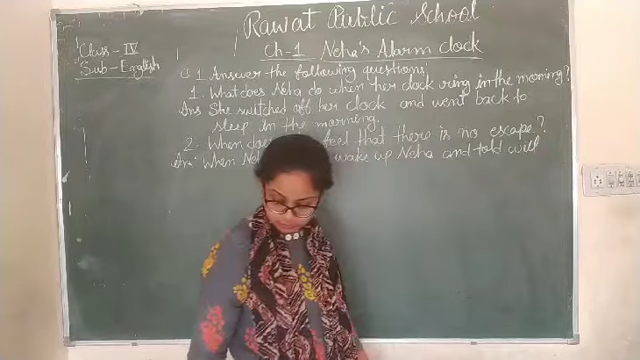 Rawat Public School
Class - IV
Sub - English
Ch-1 Neha's Alarm clock
Q 1 Answer the following questions.
1. What does Neha do when her clock ring in the morning?
Ans She switched off her clock and went back to
sleep in the morning.
2. When does feel that there is no escape?
Ans When wake up Neha and told will